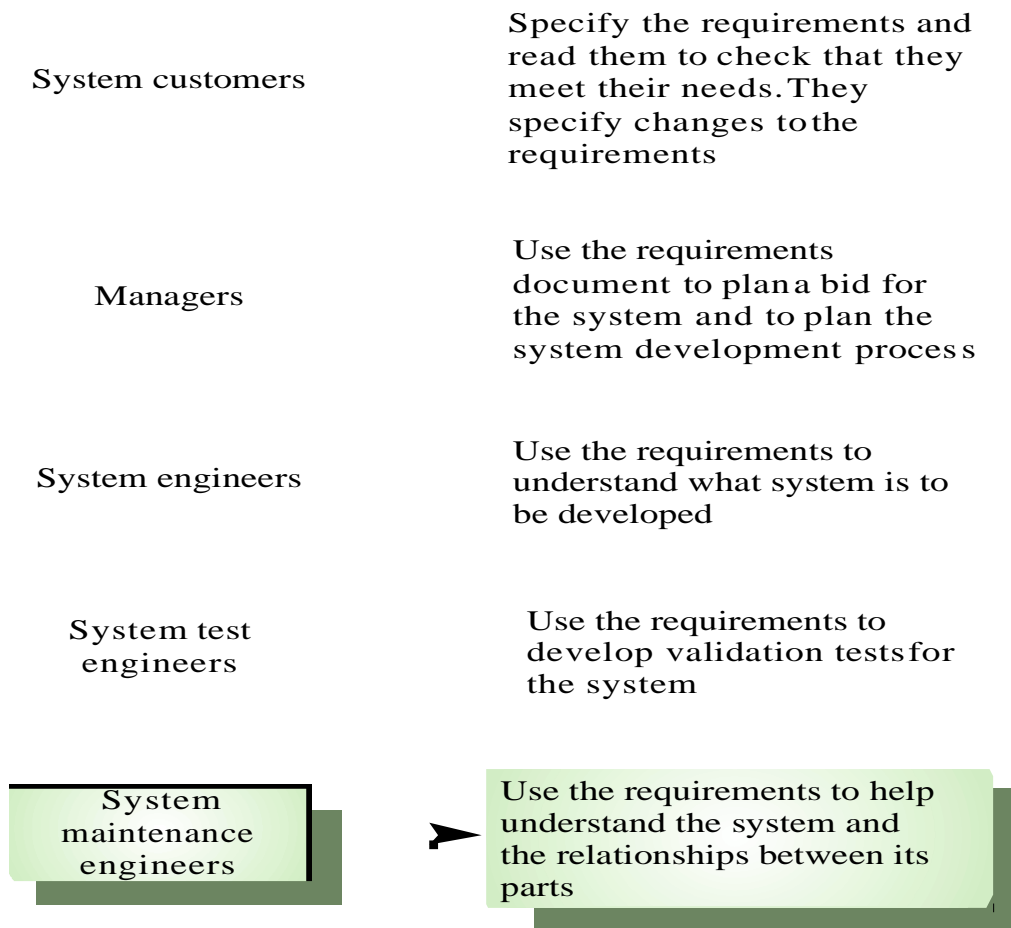 System customers
Specify the requirements and
read them to check that they
meet their needs. They
specify changes to the
requirements
Managers
Use the requirements
document to plan a bid for
the system and to plan the
system development process
System engineers
Use the requirements to
understand what system is to
be developed
System test
engineers
Use the requirements to
develop validation tests for
the system
System
maintenance
engineers
Use the requirements to help
understand the system and
the relationships between its
parts